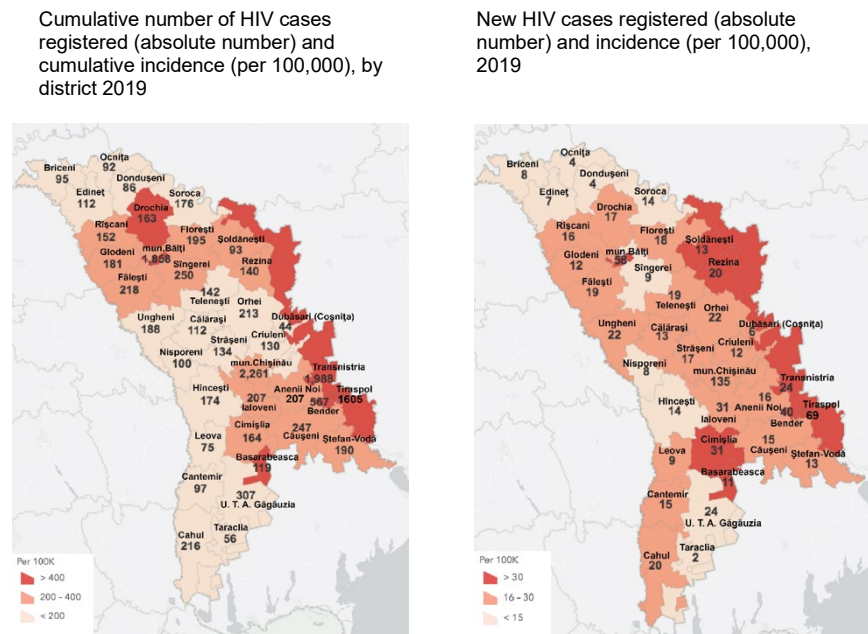 Cumulative number of HIV cases
registered (absolute number) and
cumulative incidence (per 100,000), by
district 2019
Ocnița
92
Briceni
95
Dondușeni
86
Edineț
112
Soroca
176
Drochia
163
Rîșcani
152
Florești
195
Șoldănești
93
mun.Bălți
1,858
Glodeni
181
Sîngerei
250
Rezina
140
Fălești
218
142
Telenești
Orhei
213
Dubăsari (Coșnița)
44
Ungheni
188
Călărași
112
Criuleni
130
Strășeni
134
Nisporeni
100
mun.Chișinău
2,261
Transnistria
1,988
Hîncești
174
207
Ialoveni
Anenii Noi
207
567
Bender
Tiraspol
1605
Cimișlia
164
247
Căușeni
Ștefan-Vodă
190
Leova
75
Basarabeasca
119
Cantemir
97
307
U. T. A. Găgăuzia
Cahul
216
Taraclia
56
Per 100K
> 400
200 - 400
< 200
New HIV cases registered (absolute
number) and incidence (per 100,000),
2019
Ocnița
4
Briceni
8
Dondușeni
4
Edineț
7
Soroca
14
Drochia
17
Rîșcani
16
Florești
18
Șoldănești
13
mun.Bălți
58
Glodeni
12
Sîngerei
9
Rezina
20
Fălești
19
19
Telenești
Orhei
22
Dubăsari (Coșnița)
6
Ungheni
22
Călărași
13
Criuleni
12
Strășeni
17
Nisporeni
8
mun.Chișinău
135
Transnistria
24
Hîncești
14
31
Ialoveni
16
Anenii Noi
40
Bender
Tiraspol
69
Cimișlia
31
15
Căușeni
Ștefan-Vodă
13
Leova
9
Basarabeasca
11
Cantemir
15
24
U. T. A. Găgăuzia
Cahul
20
Taraclia
2
Per 100K
> 30
16 - 30
< 15